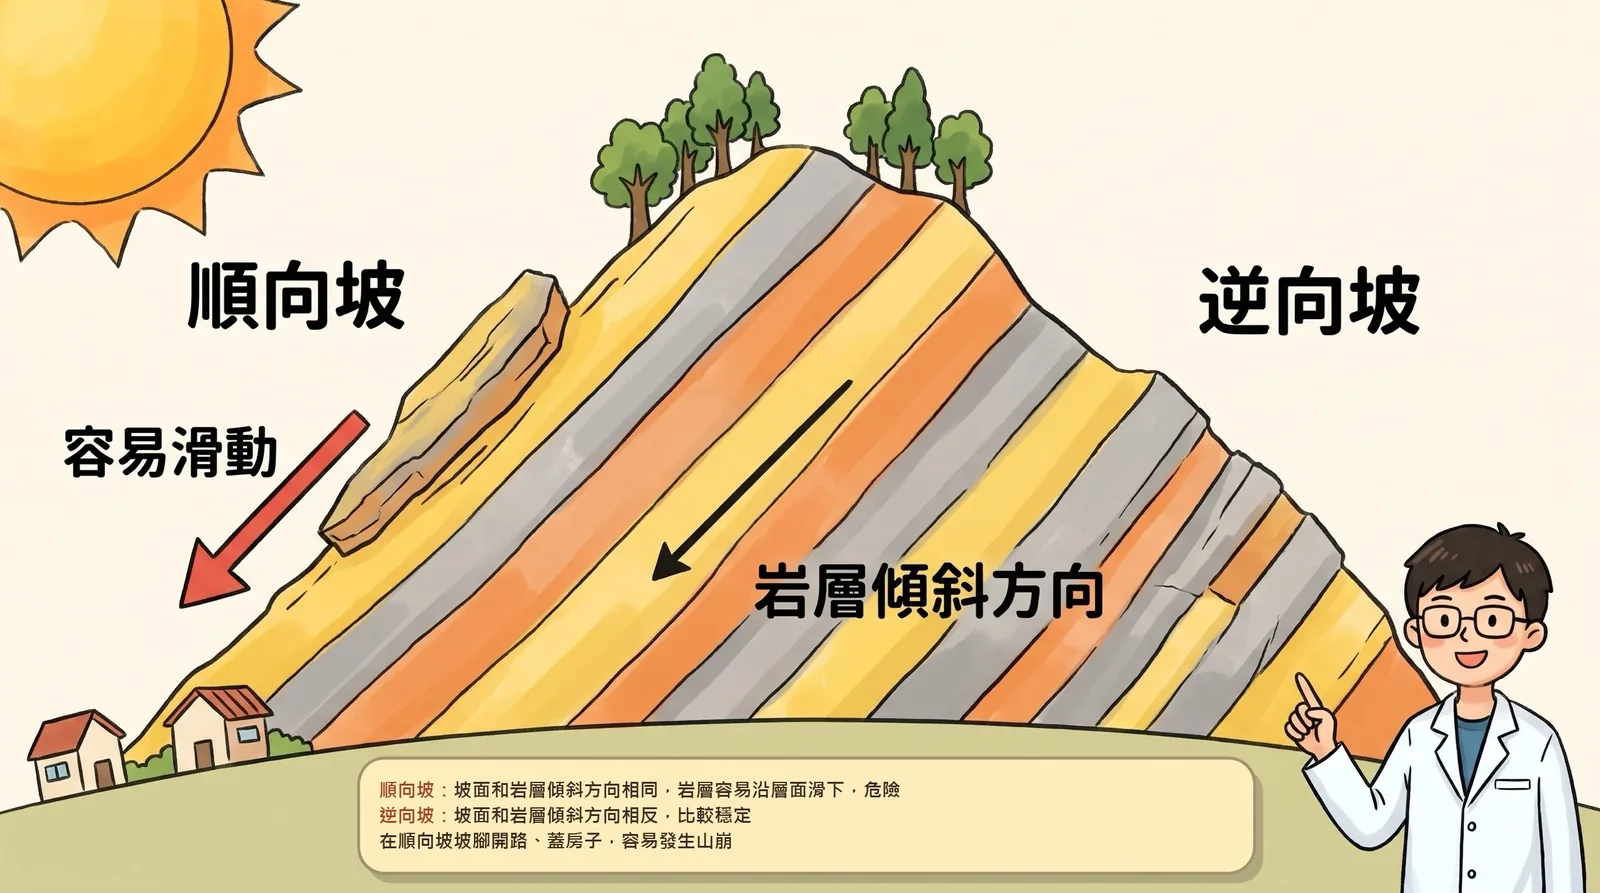 順向坡
逆向坡
容易滑動
岩層傾斜方向
順向坡：坡面和岩層傾斜方向相同，岩層容易沿層面滑下，危險
逆向坡：坡面和岩層傾斜方向相反，比較穩定
在順向坡坡腳開路、蓋房子，容易發生山崩